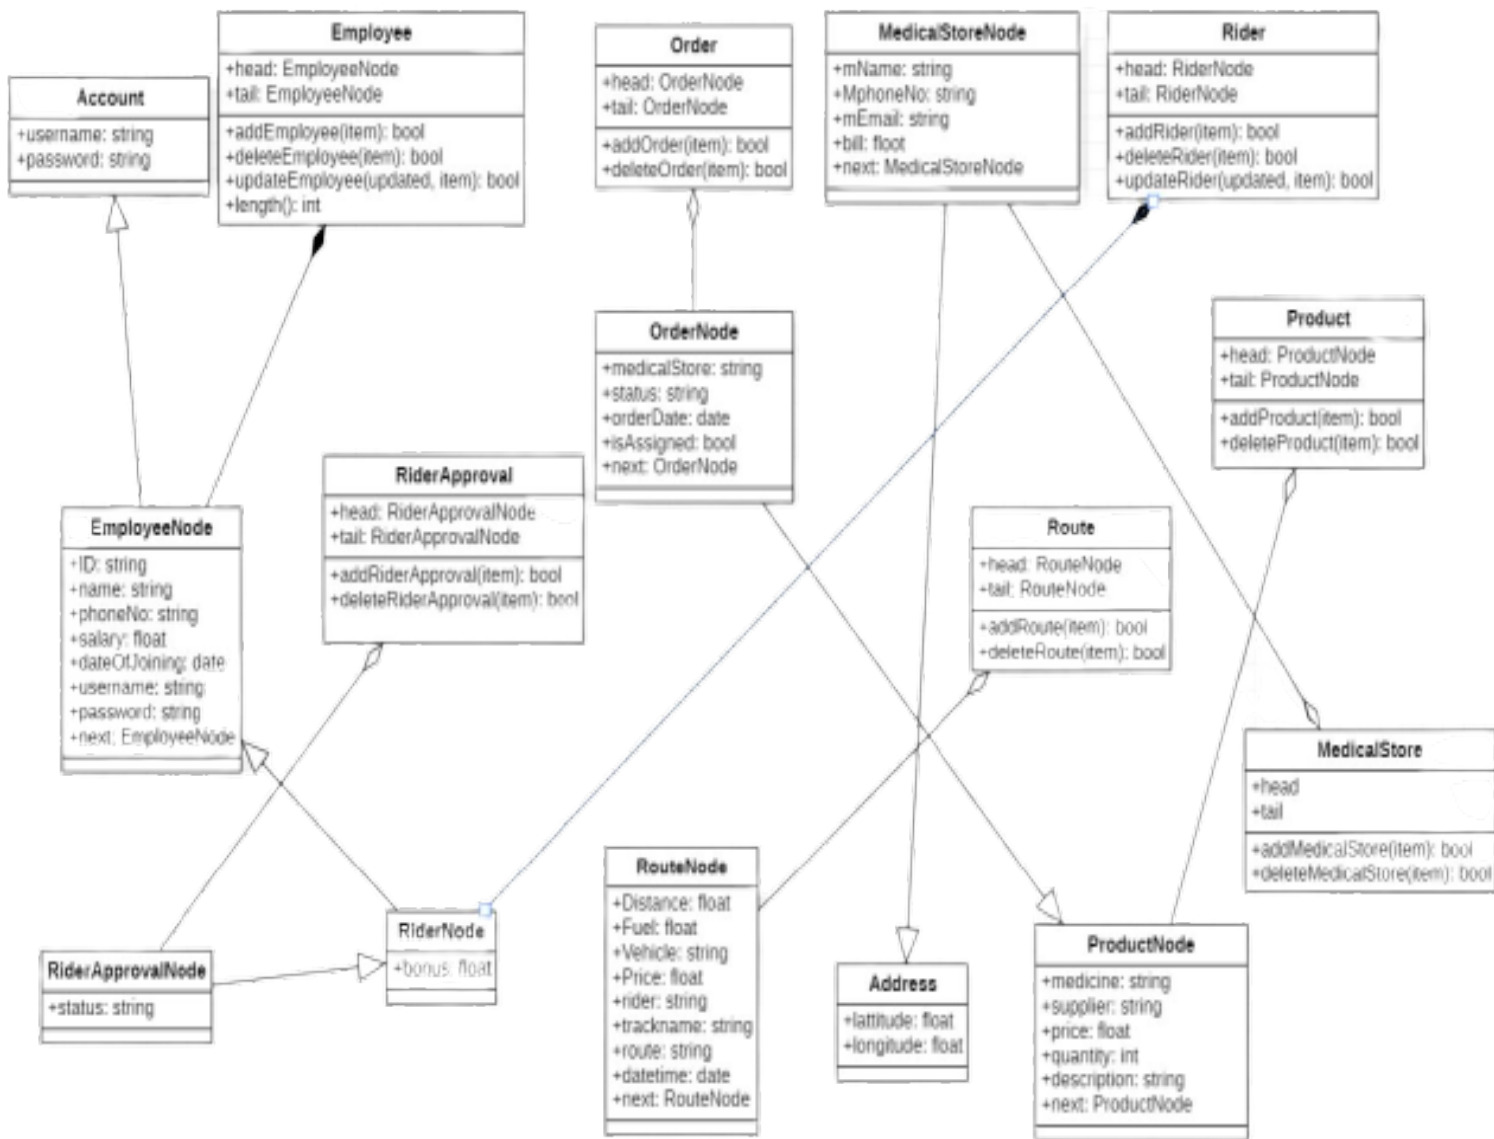 Account
+username: string
+password: string
Employee
+head: EmployeeNode
+tail: EmployeeNode
+addEmployee(item): bool
+deleteEmployee(item): bool
+updateEmployee(updated, item): bool
+length(): int
Order
+head: OrderNode
+tail: OrderNode
+addOrder(item): bool
+deleteOrder(item): bool
MedicalStoreNode
+mName: string
+MphoneNo: string
+mEmail: string
+bill: floot
+next: MedicalStoreNode
Rider
+head: RiderNode
+tail: RiderNode
+addRider(item): bool
+deleteRider(item): bool
+updateRider(updated, item): bool
OrderNode
+medicalStore: string
+status: string
+orderDate: date
+isAssigned: bool
+next: OrderNode
Product
+head: ProductNode
+tail: ProductNode
+addProduct(item): bool
+deleteProduct(item): bool
EmployeeNode
+ID: string
+name: string
+phoneNo: string
+salary: float
+dateOfJoining: date
+username: string
+password: string
+next: EmployeeNode
RiderApproval
+head: RiderApprovalNode
+tail: RiderApprovalNode
+addRiderApproval(item): bool
+deleteRiderApproval(item): bool
Route
+head: RouteNode
+tail: RouteNode
+addRoute(item): bool
+deleteRoute(item): bool
MedicalStore
+head
+tail
+addMedicalStore(item): bool
+deleteMedicalStore(item): bool
RiderApprovalNode
+status: string
RiderNode
+bonus: float
RouteNode
+Distance: float
+Fuel: float
+Vehicle: string
+Price: float
+rider: string
+trackname: string
+route: string
+datetime: date
+next: RouteNode
Address
+lattitude: float
+longitude: float
ProductNode
+medicine: string
+supplier: string
+price: float
+quantity: int
+description: string
+next: ProductNode